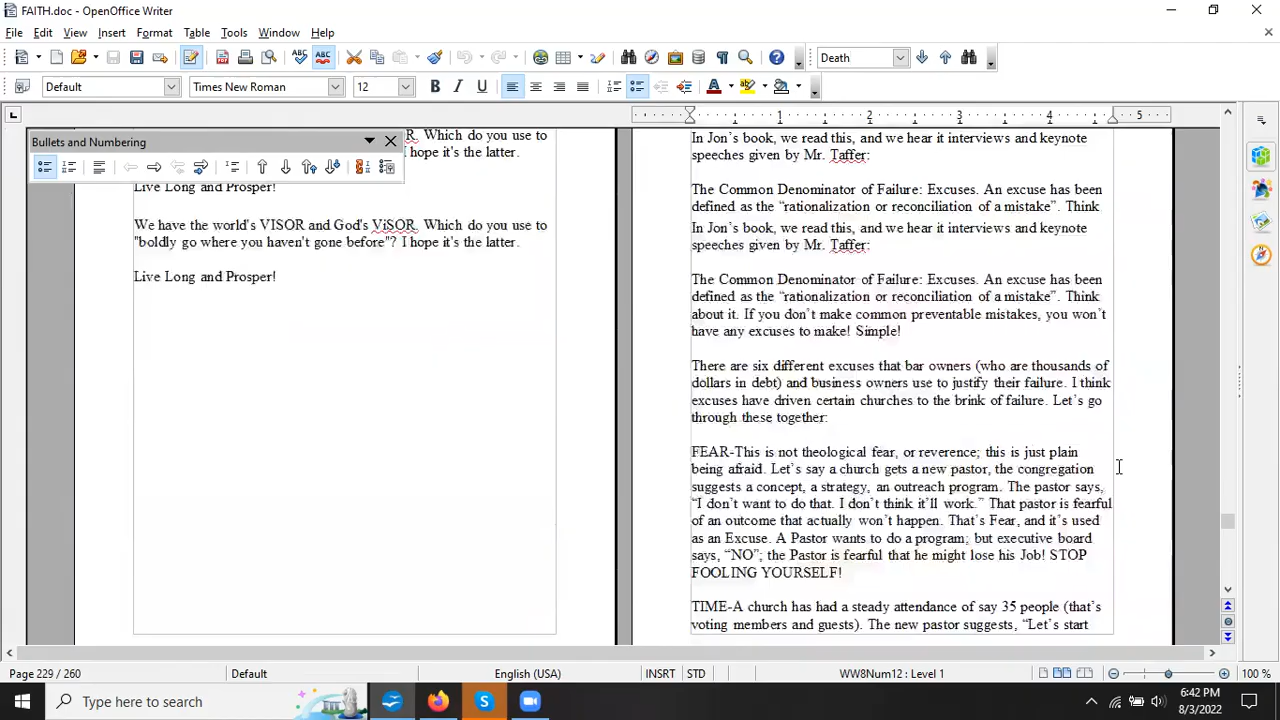 FAITH.doc - OpenOffice Writer
File Edit View Insert Format Table Tools Window Help
Death
Default Times New Roman 12
1 2 3 4 5
Bullets and Numbering
R. Which do you use to
I hope it's the latter.
Live Long and Prosper!
We have the world's VISOR and God's ViSOR. Which do you use to
"boldly go where you haven't gone before"? I hope it's the latter.
Live Long and Prosper!
In Jon’s book, we read this, and we hear it interviews and keynote
speeches given by Mr. Taffer:
The Common Denominator of Failure: Excuses. An excuse has been
defined as the “rationalization or reconciliation of a mistake”. Think
In Jon’s book, we read this, and we hear it interviews and keynote
speeches given by Mr. Taffer:
The Common Denominator of Failure: Excuses. An excuse has been
defined as the “rationalization or reconciliation of a mistake”. Think
about it. If you don’t make common preventable mistakes, you won’t
have any excuses to make! Simple!
There are six different excuses that bar owners (who are thousands of
dollars in debt) and business owners use to justify their failure. I think
excuses have driven certain churches to the brink of failure. Let’s go
through these together:
FEAR-This is not theological fear, or reverence; this is just plain
being afraid. Let’s say a church gets a new pastor, the congregation
suggests a concept, a strategy, an outreach program. The pastor says,
“I don’t want to do that. I don’t think it’ll work.” That pastor is fearful
of an outcome that actually won’t happen. That’s Fear, and it’s used
as an Excuse. A Pastor wants to do a program; but executive board
says, “NO”; the Pastor is fearful that he might lose his Job! STOP
FOOLING YOURSELF!
TIME-A church has had a steady attendance of say 35 people (that’s
voting members and guests). The new pastor suggests, “Let’s start
Page 229 / 260 Default English (USA) INSRT STD WW8Num12 : Level 1 100 %
Type here to search
6:42 PM
8/3/2022